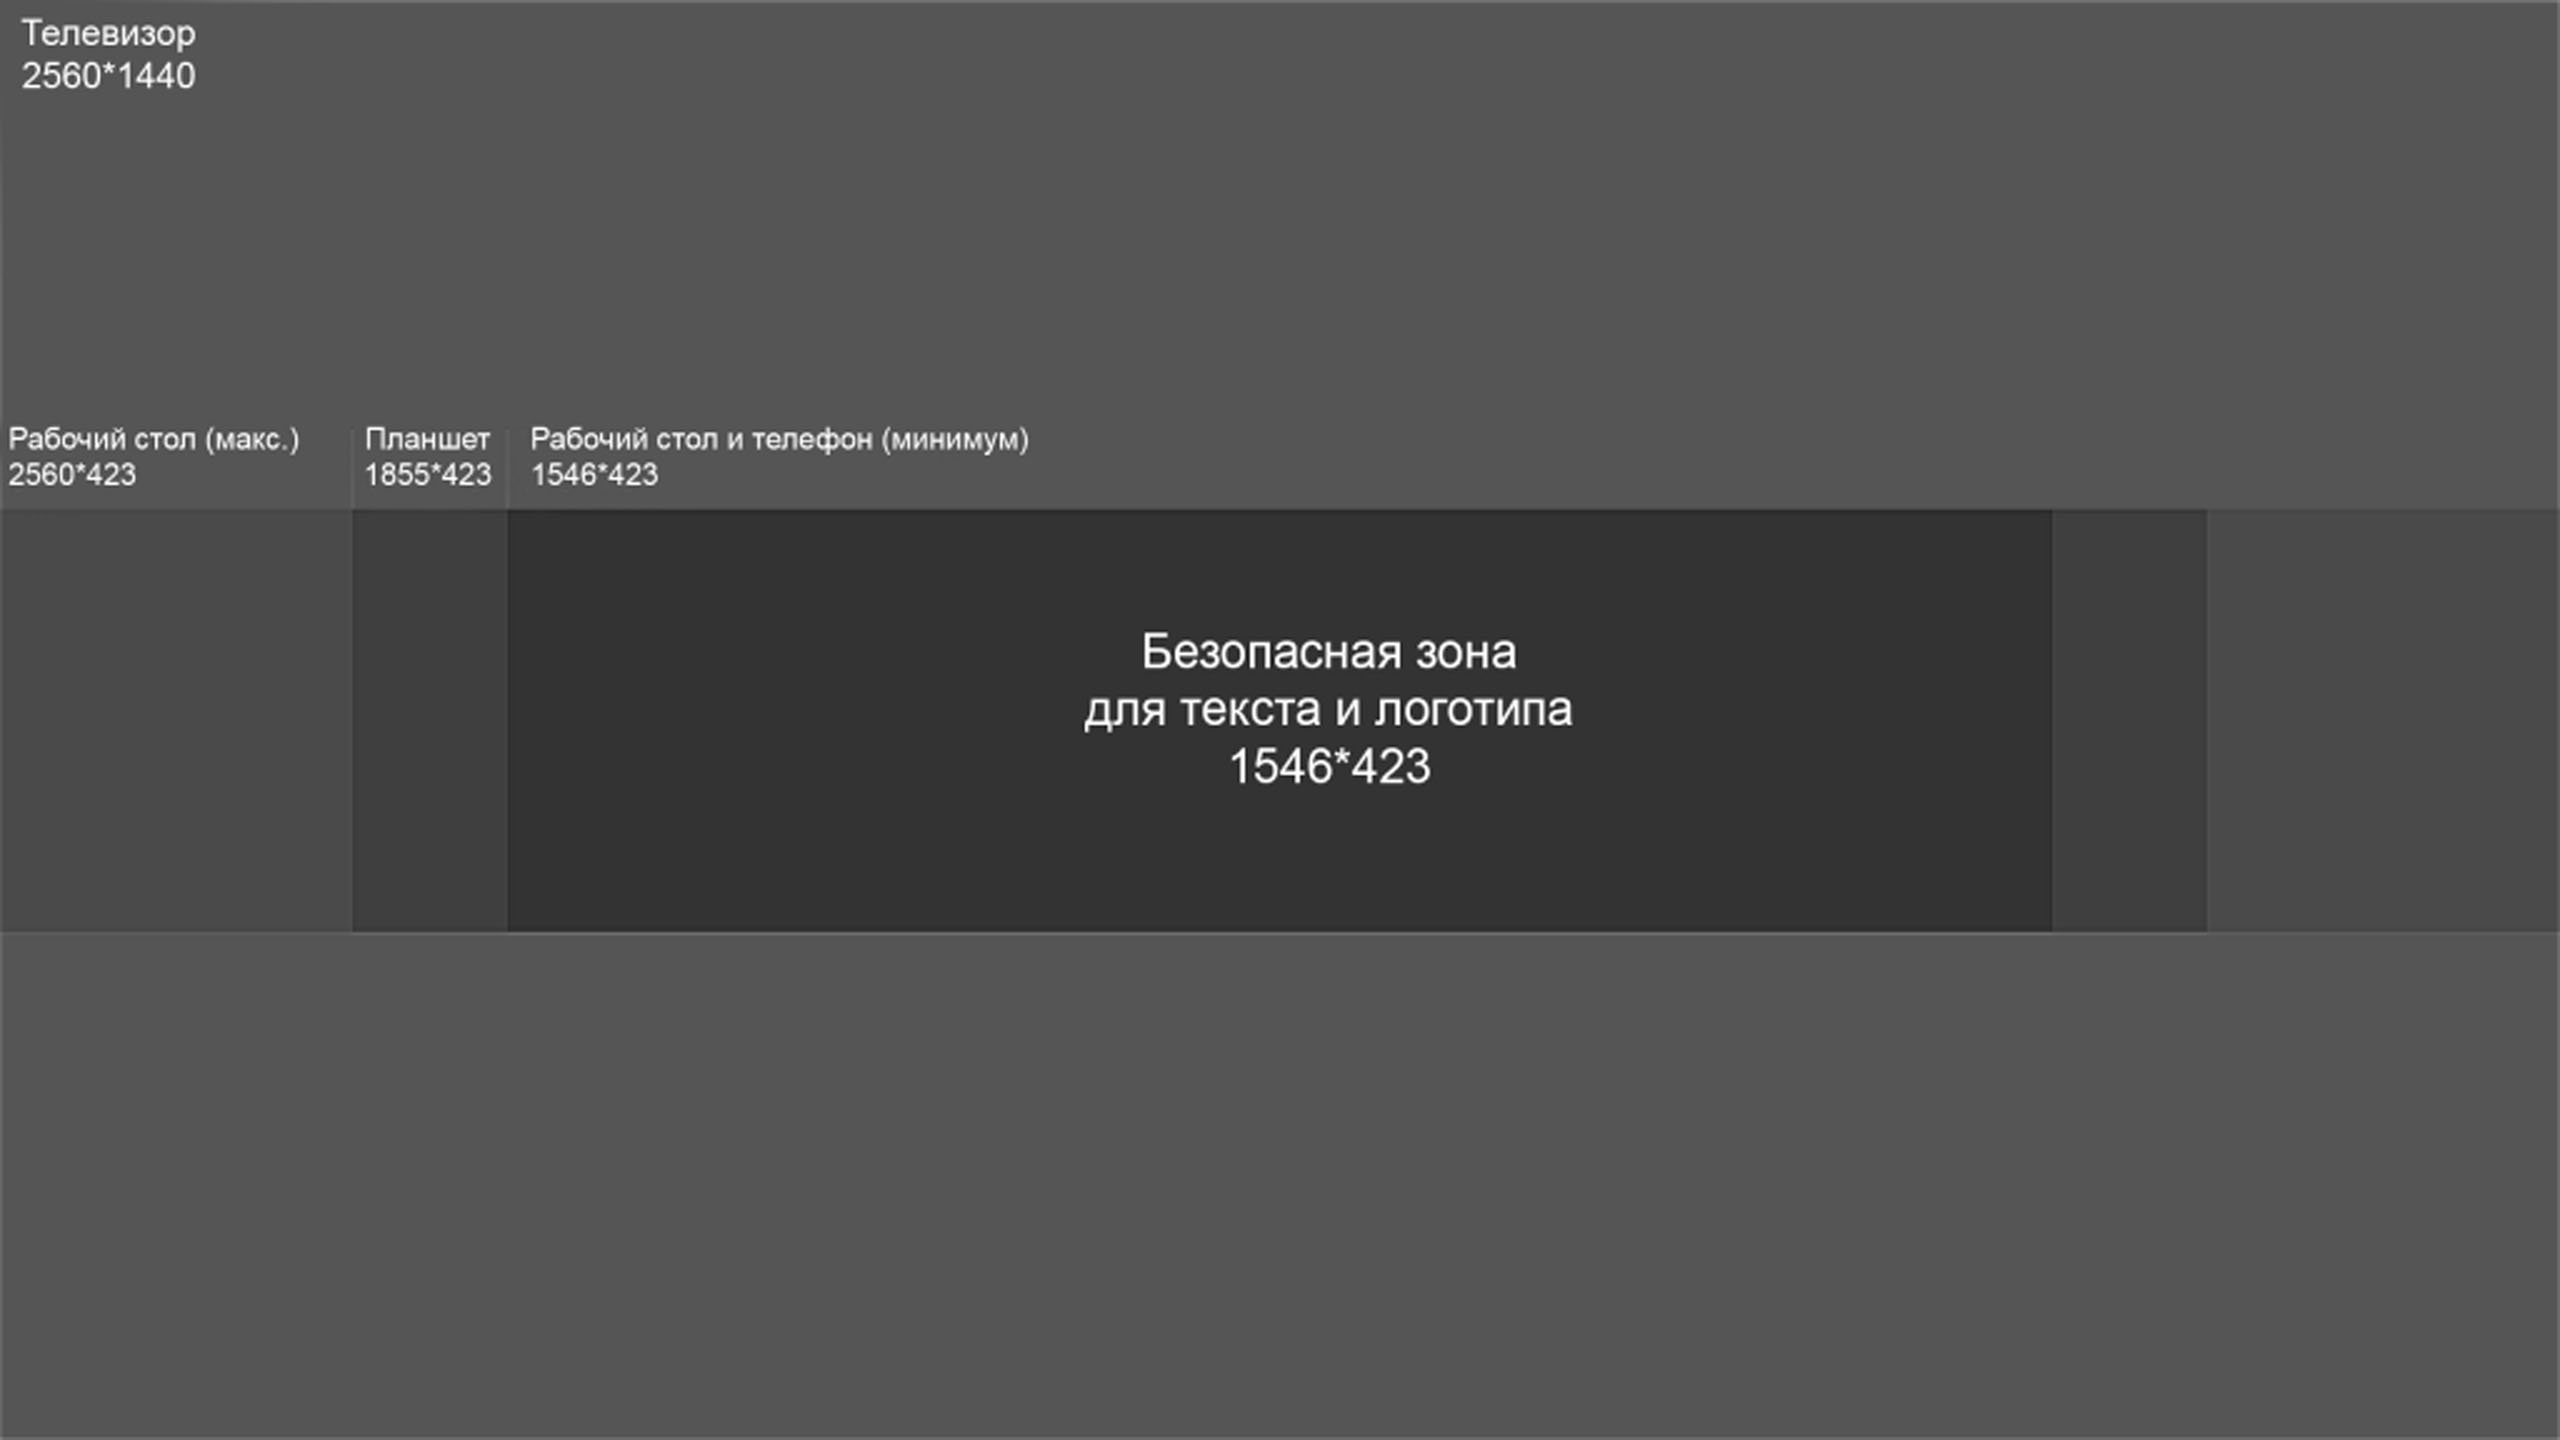 Телевизор
2560*1440
Рабочий стол (макс.)
2560*423
Планшет
1855*423
Рабочий стол и телефон (минимум)
1546*423
Безопасная зона
для текста и логотипа
1546*423